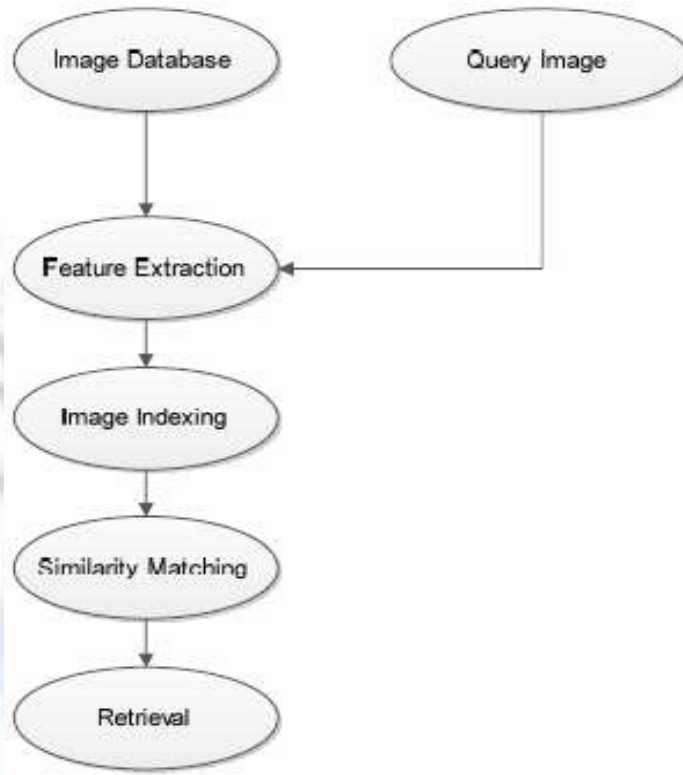 Image Database
Query Image
Feature Extraction
Image Indexing
Similarity Matching
Retrieval